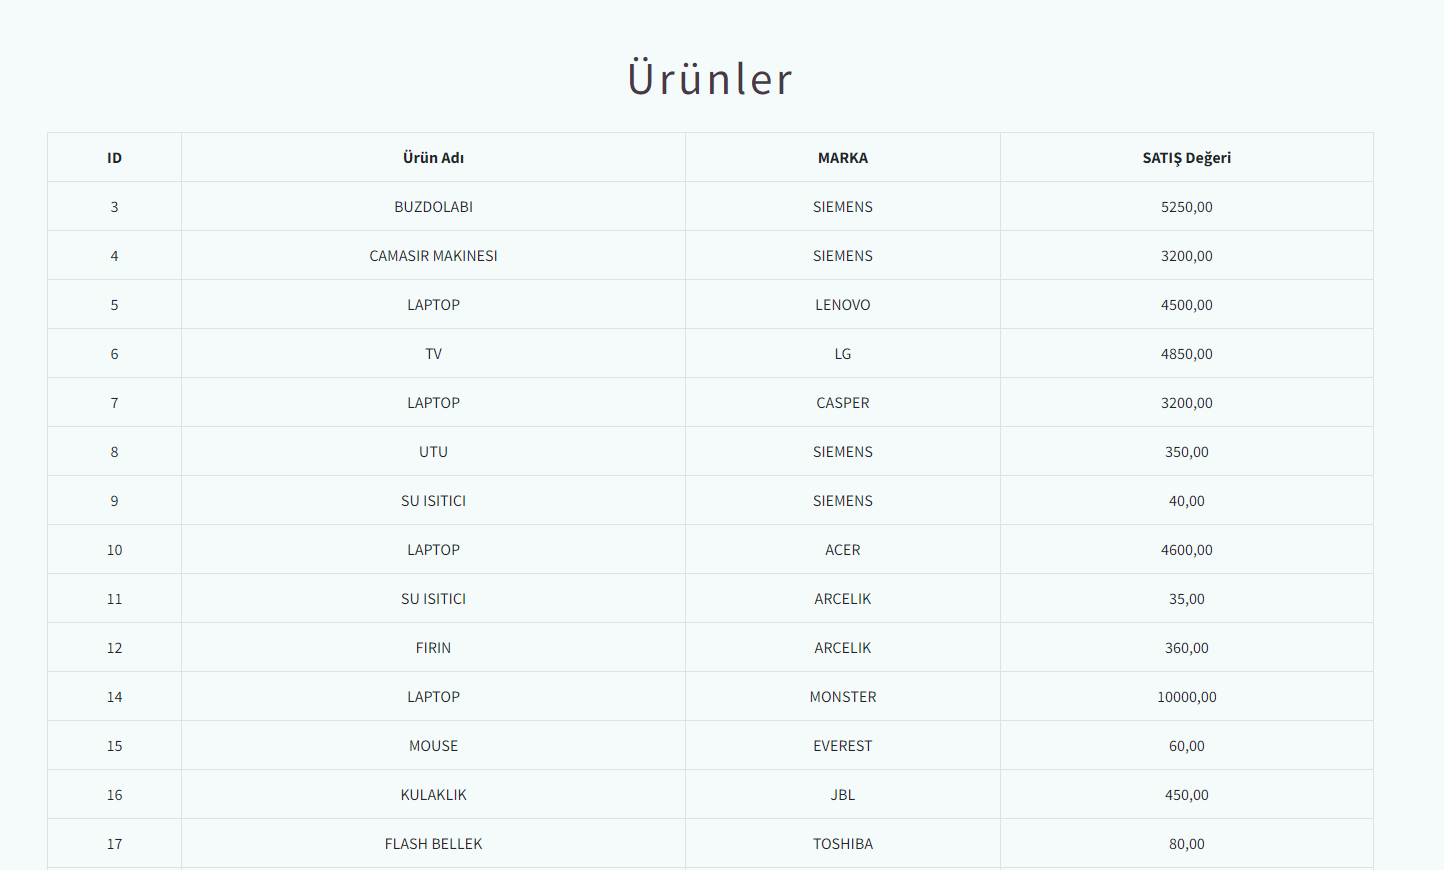 Ürünler
ID Ürün Adı MARKA SATIŞ Değeri
3 BUZDOLABI SIEMENS 5250,00
4 CAMASIR MAKINESI SIEMENS 3200,00
5 LAPTOP LENOVO 4500,00
6 TV LG 4850,00
7 LAPTOP CASPER 3200,00
8 UTU SIEMENS 350,00
9 SU ISITICI SIEMENS 40,00
10 LAPTOP ACER 4600,00
11 SU ISITICI ARCELIK 35,00
12 FIRIN ARCELIK 360,00
14 LAPTOP MONSTER 10000,00
15 MOUSE EVEREST 60,00
16 KULAKLIK JBL 450,00
17 FLASH BELLEK TOSHIBA 80,00